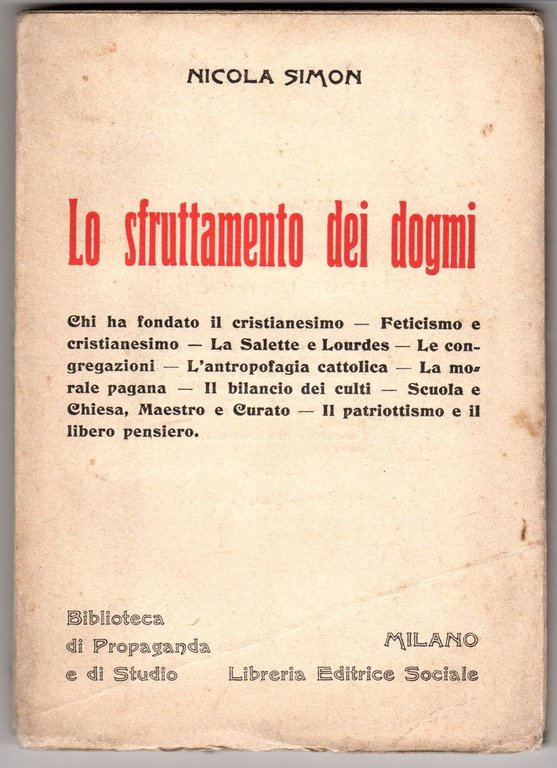 NICOLA SIMON
Lo sfruttamento dei dogmi
Chi ha fondato il cristianesimo — Feticismo e
cristianesimo — La Salette e Lourdes — Le con-
gregazioni — L'antropofagia cattolica — La mo-
rale pagana — Il bilancio dei culti — Scuola e
Chiesa, Maestro e Curato — Il patriottismo e il
libero pensiero.
Biblioteca
di Propaganda
e di Studio
MILANO
Libreria Editrice Sociale